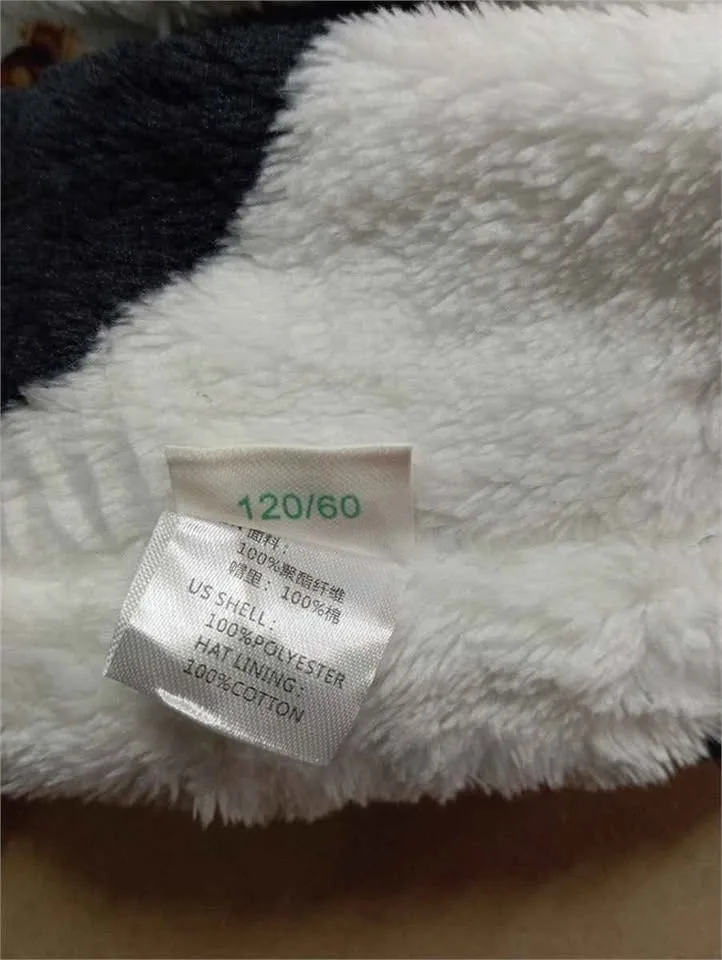 120/60
面料：
100%聚酯纤维
帽里：100%棉
US SHELL:
100%POLYESTER
HAT LINING:
100%COTTON